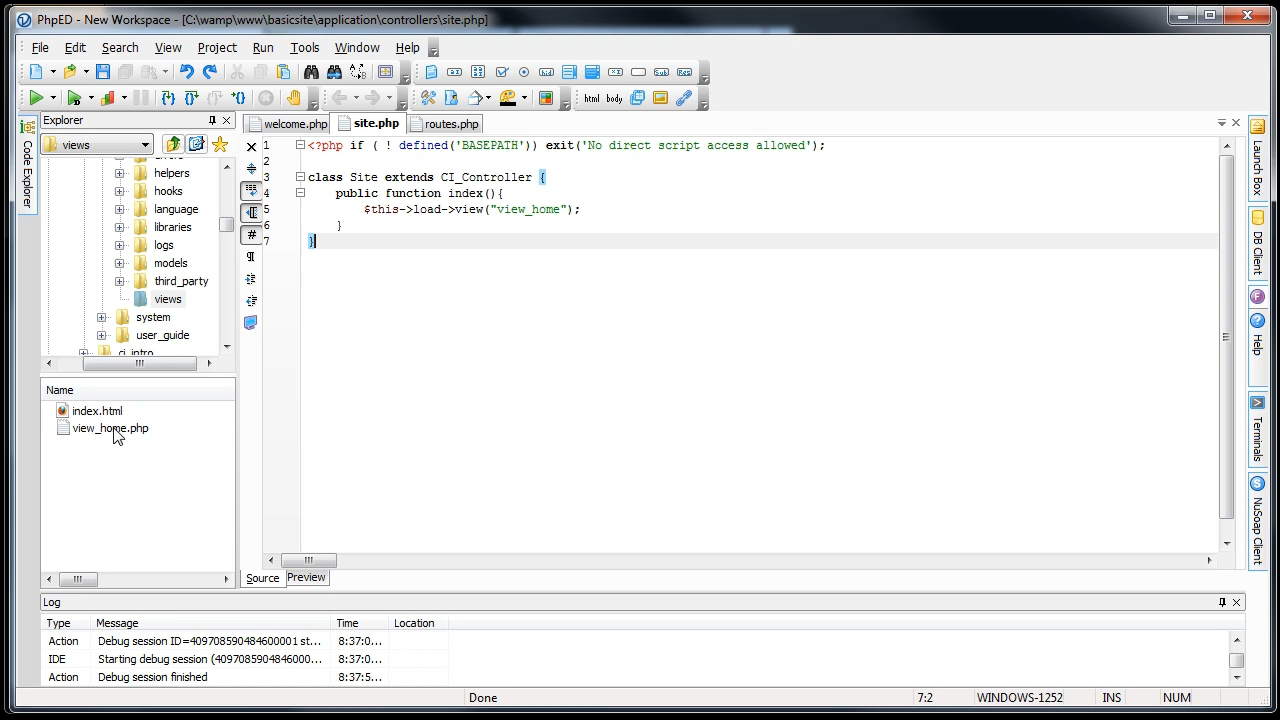 PhpED - New Workspace - [C:\wamp\www\basicsite\application\controllers\site.php]
File Edit Search View Project Run Tools Window Help
html body
Explorer
views
welcome.php site.php routes.php
Code Explorer
helpers
hooks
language
libraries
logs
models
third_party
views
system
user_guide
ci_intro
Name
index.html
view_home.php
1 <?php if ( ! defined('BASEPATH')) exit('No direct script access allowed');
2
3 class Site extends CI_Controller {
4 public function index(){
5 $this->load->view("view_home");
6 }
7 }
Source Preview
Launch Box
DB Client
Help
Terminals
NuSoap Client
Log
Type Message Time Location
Action Debug session ID=409708590484600001 st... 8:37:0...
IDE Starting debug session (4097085904846000... 8:37:0...
Action Debug session finished 8:37:5...
Done 7:2 WINDOWS-1252 INS NUM